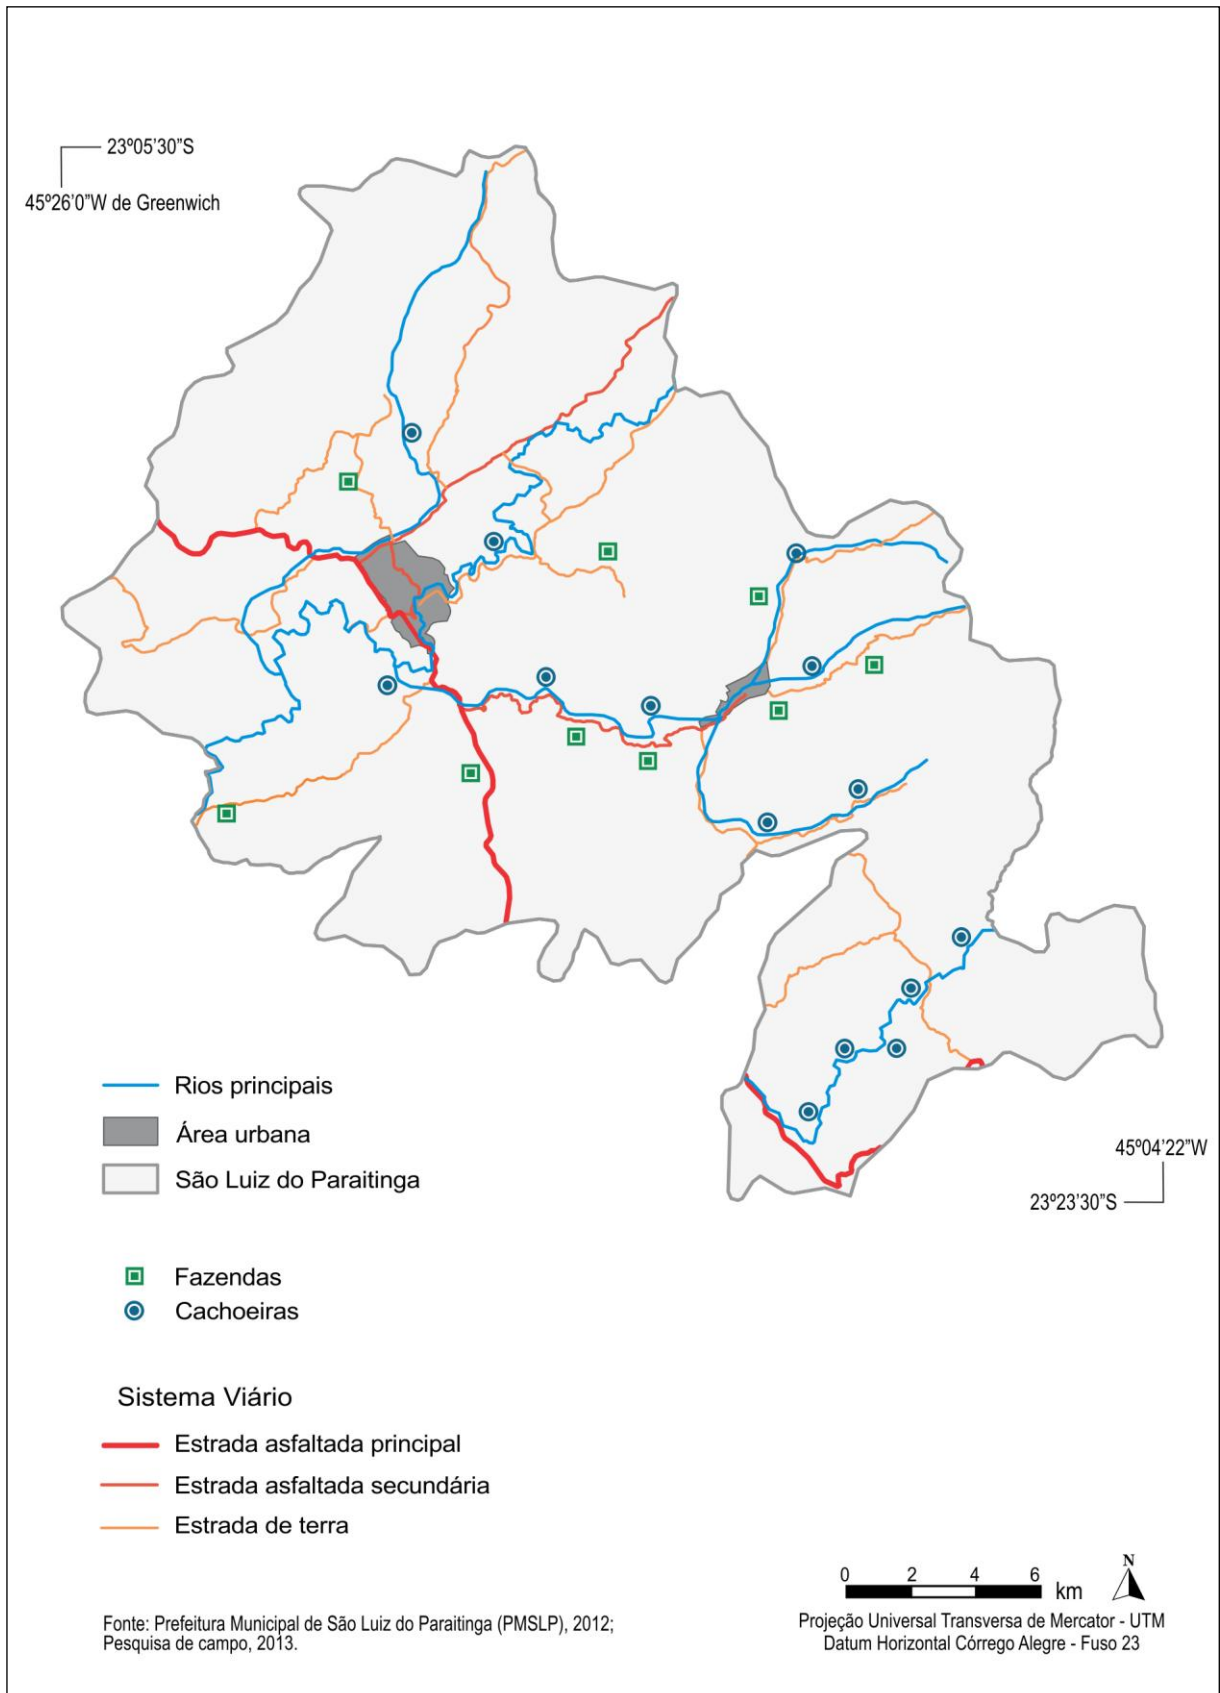 23º05’30”S
45º26’0”W de Greenwich
Rios principais
Área urbana
São Luiz do Paraitinga
45º04’22”W
23º23’30”S
Fazendas
Cachoeiras
Sistema Viário
Estrada asfaltada principal
Estrada asfaltada secundária
Estrada de terra
0 2 4 6 km
N
Fonte: Prefeitura Municipal de São Luiz do Paraitinga (PMSLP), 2012;
Pesquisa de campo, 2013.
Projeção Universal Transversa de Mercator - UTM
Datum Horizontal Córrego Alegre - Fuso 23